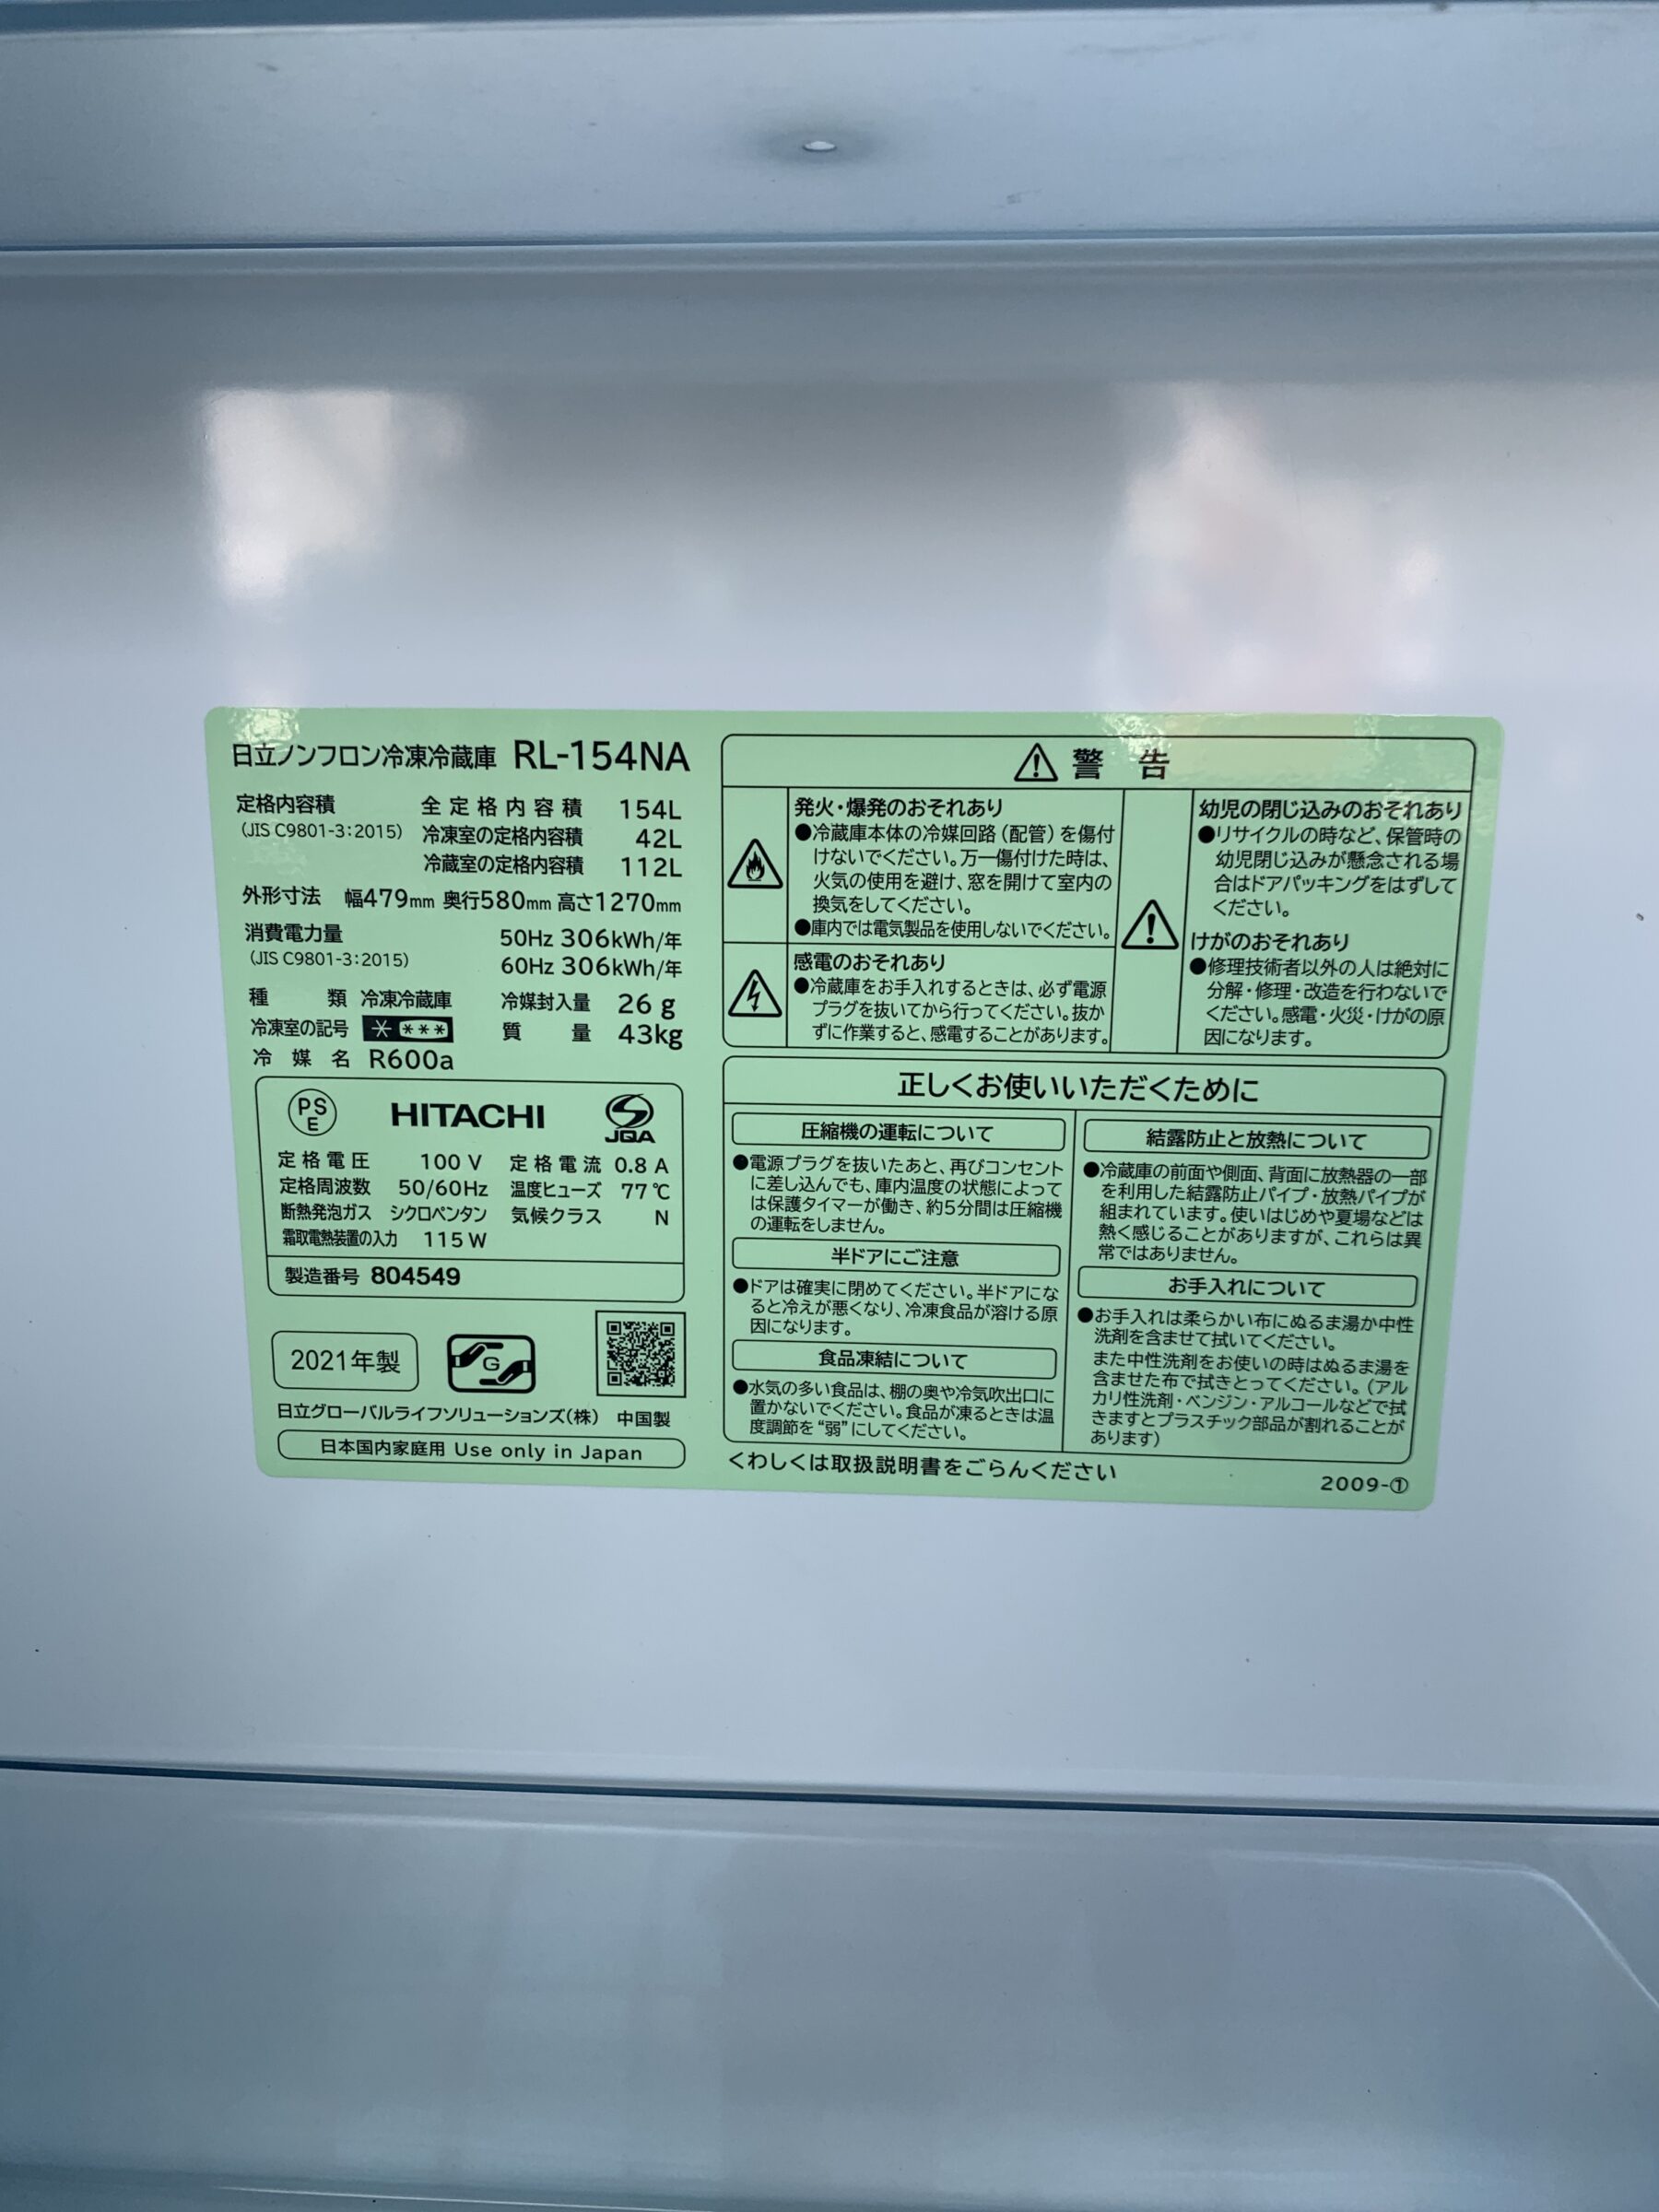 日立ノンフロン冷凍冷蔵庫 RL-154NA
定格内容積 全定格内容積 154L
(JIS C9801-3:2015) 冷凍室の定格内容積 42L
冷蔵室の定格内容積 112L
外形寸法 幅479mm 奥行580mm 高さ1270mm
消費電力量 50Hz 306kWh/年
(JIS C9801-3:2015) 60Hz 306kWh/年
種類 冷凍冷蔵庫 冷媒封入量 26g
冷凍室の記号 * *** 質量 43kg
冷媒名 R600a
PS
E
HITACHI
JQA
定格電圧 100V 定格電流 0.8A
定格周波数 50/60Hz 温度ヒューズ 77℃
断熱発泡ガス シクロペンタン 気候クラス N
霜取電熱装置の入力 115W
製造番号 804549
2021年製
G
日立グローバルライフソリューションズ(株) 中国製
日本国内家庭用 Use only in Japan
警告
発火・爆発のおそれあり
●冷蔵庫本体の冷媒回路(配管)を傷付
けないでください。万一傷付けた時は、
火気の使用を避け、窓を開けて室内の
換気をしてください。
●庫内では電気製品を使用しないでください。
感電のおそれあり
●冷蔵庫をお手入れするときは、必ず電源
プラグを抜いてから行ってください。抜か
ずに作業すると、感電することがあります。
幼児の閉じ込みのおそれあり
●リサイクルの時など、保管時の
幼児閉じ込みが懸念される場
合はドアパッキングをはずして
ください。
けがのおそれあり
●修理技術者以外の人は絶対に
分解・修理・改造を行わないで
ください。感電・火災・けがの原
因になります。
正しくお使いいただくために
圧縮機の運転について
●電源プラグを抜いたあと、再びコンセント
に差し込んでも、庫内温度の状態によって
は保護タイマーが働き、約5分間は圧縮機
の運転をしません。
半ドアにご注意
●ドアは確実に閉めてください。半ドアにな
ると冷えが悪くなり、冷凍食品が溶ける原
因になります。
食品凍結について
●水気の多い食品は、棚の奥や冷気吹出口に
置かないでください。食品が凍るときは温
度調節を“弱”にしてください。
結露防止と放熱について
●冷蔵庫の前面や側面、背面に放熱器の一部
を利用した結露防止パイプ・放熱パイプが
組まれています。使いはじめや夏場などは
熱く感じることがありますが、これらは異
常ではありません。
お手入れについて
●お手入れは柔らかい布にぬるま湯か中性
洗剤を含ませて拭いてください。
また中性洗剤をお使いの時はぬるま湯を
含ませた布で拭きとってください。(アル
カリ性洗剤・ベンジン・アルコールなどで拭
きますとプラスチック部品が割れることが
あります)
くわしくは取扱説明書をごらんください
2009-①